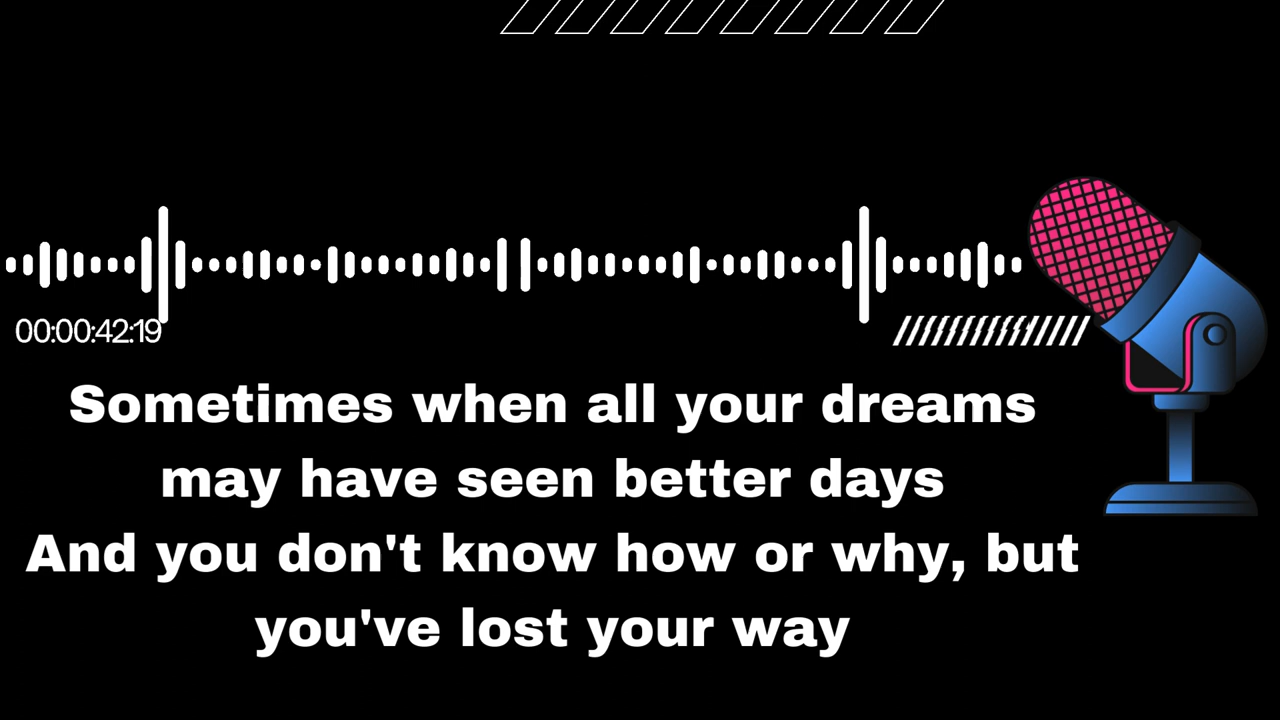 00:00:42:19
Sometimes when all your dreams
may have seen better days
And you don't know how or why, but
you've lost your way